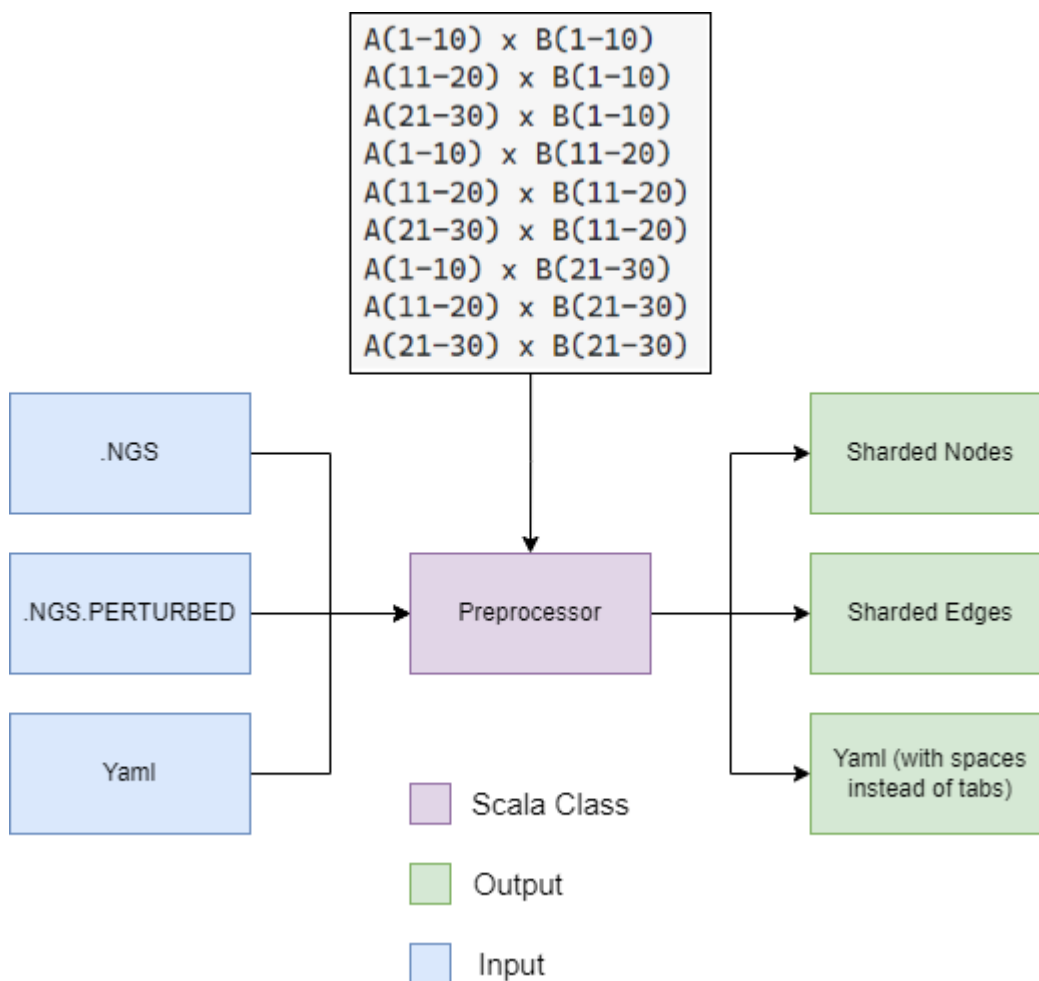 A(1-10) x B(1-10)
A(11-20) x B(1-10)
A(21-30) x B(1-10)
A(1-10) x B(11-20)
A(11-20) x B(11-20)
A(21-30) x B(11-20)
A(1-10) x B(21-30)
A(11-20) x B(21-30)
A(21-30) x B(21-30)
.NGS
Sharded Nodes
.NGS.PERTURBED
Preprocessor
Sharded Edges
Yaml
Yaml (with spaces
instead of tabs)
Scala Class
Output
Input